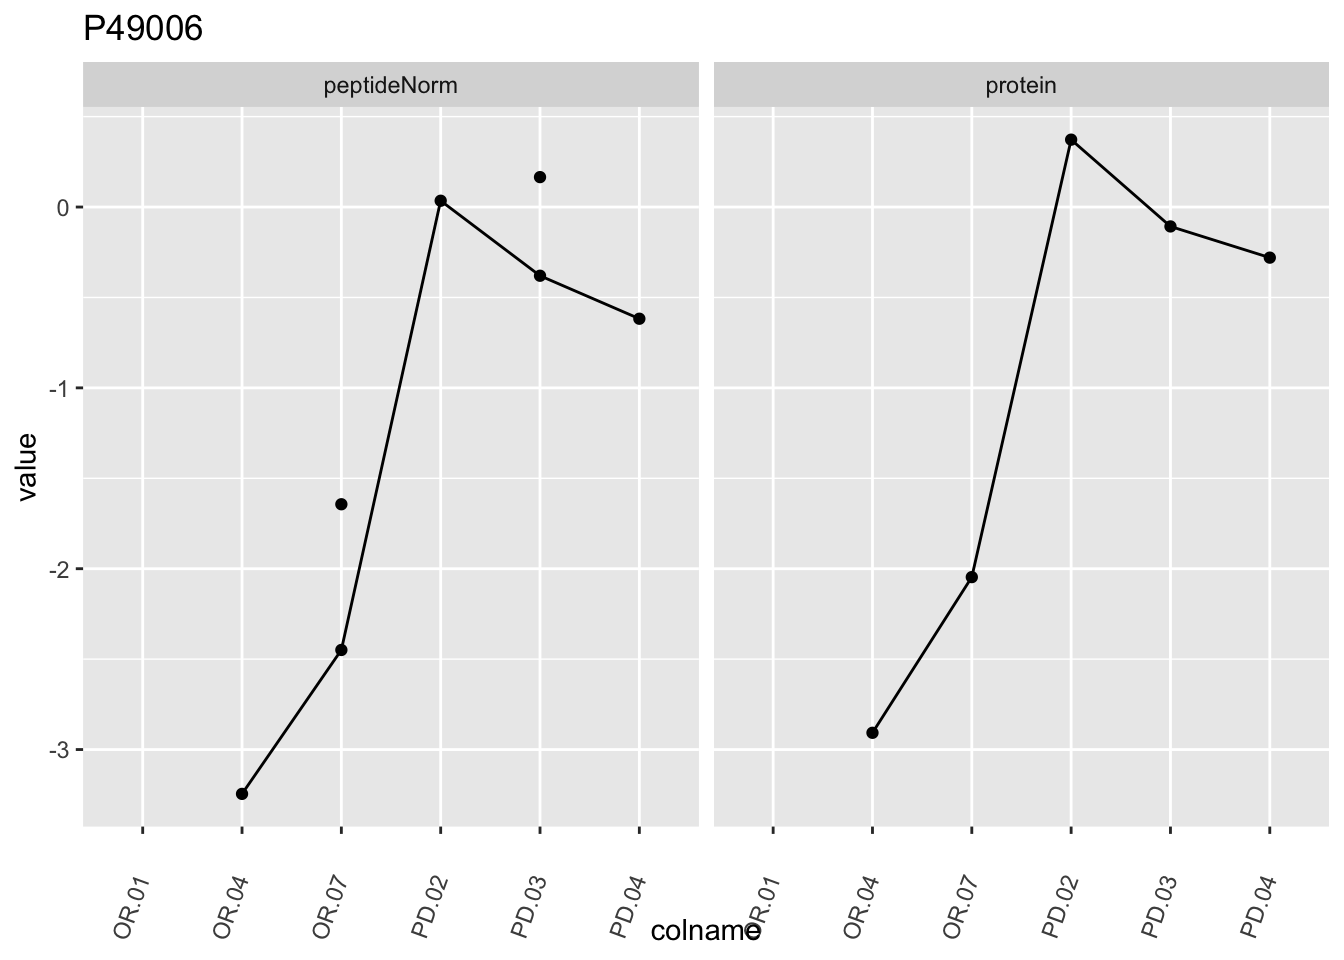 P49006
peptideNorm
protein
value
0
-1
-2
-3
OR.01
OR.04
OR.07
PD.02
PD.03
PD.04
OR.01
OR.04
OR.07
PD.02
PD.03
PD.04
colname